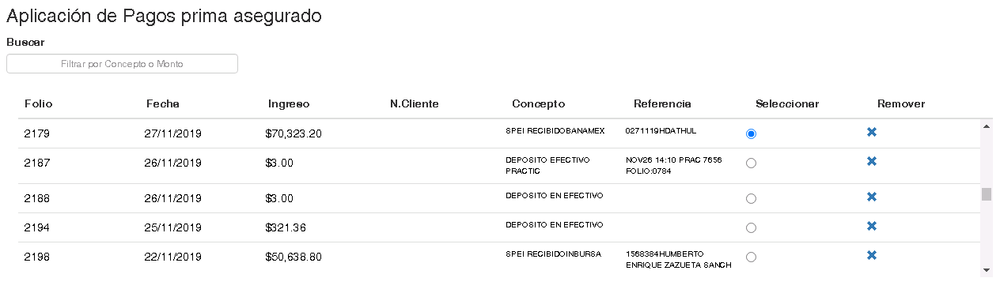 Aplicación de Pagos prima asegurado
Buscar
Filtrar por Concepto o Monto
Folio Fecha Ingreso N.Cliente Concepto Referencia Seleccionar Remover
2179 27/11/2019 $70,323.20 SPEI RECIBIDOBANAMEX 0271119HDATHUL
2187 26/11/2019 $3.00 DEPOSITO EFECTIVO NOV26 14:10 PRAC 7656
PRACTIC FOLIO:0784
2188 26/11/2019 $3.00 DEPOSITO EN EFECTIVO
2194 25/11/2019 $321.36 DEPOSITO EN EFECTIVO
2198 22/11/2019 $50,638.80 SPEI RECIBIDOINBURSA 1568384HUMBERTO
ENRIQUE ZAZUETA SANCH